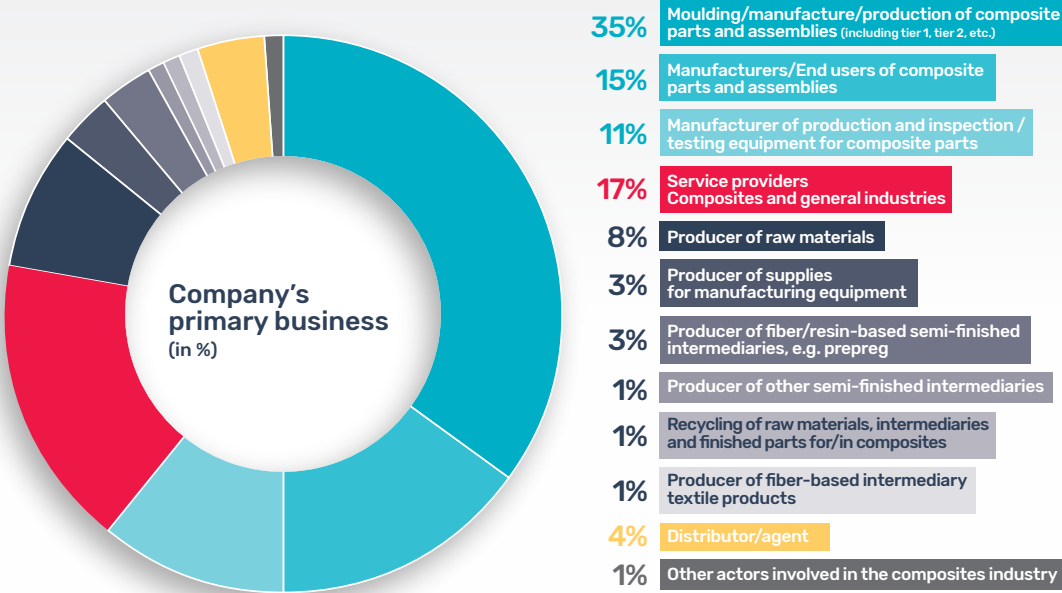 Company's
primary business
(in %)
35%
Moulding/manufacture/production of composite
parts and assemblies (including tier 1, tier 2, etc.)
15%
Manufacturers/End users of composite
parts and assemblies
11%
Manufacturer of production and inspection /
testing equipment for composite parts
17%
Service providers
Composites and general industries
8%
Producer of raw materials
3%
Producer of supplies
for manufacturing equipment
3%
Producer of fiber/resin-based semi-finished
intermediaries, e.g. prepreg
1%
Producer of other semi-finished intermediaries
1%
Recycling of raw materials, intermediaries
and finished parts for/in composites
1%
Producer of fiber-based intermediary
textile products
4%
Distributor/agent
1%
Other actors involved in the composites industry